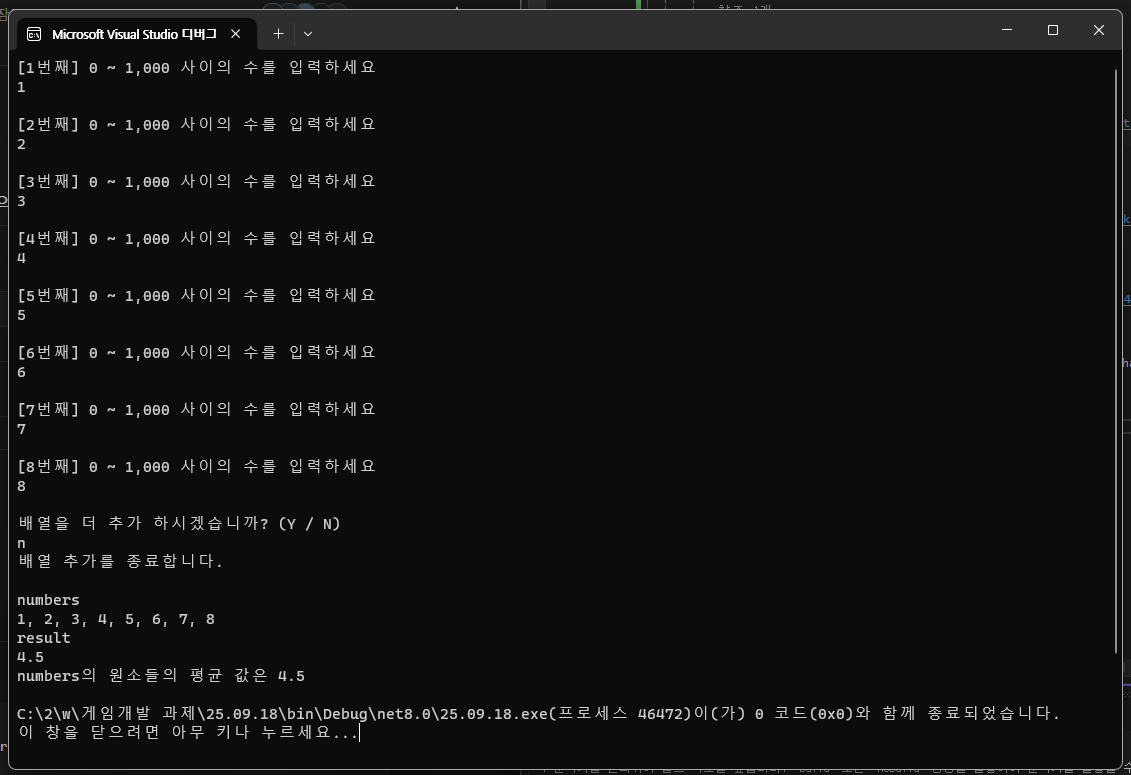 Microsoft Visual Studio 디버그
[1번째] 0 ~ 1,000 사이의 수를 입력하세요
1
[2번째] 0 ~ 1,000 사이의 수를 입력하세요
2
[3번째] 0 ~ 1,000 사이의 수를 입력하세요
3
[4번째] 0 ~ 1,000 사이의 수를 입력하세요
4
[5번째] 0 ~ 1,000 사이의 수를 입력하세요
5
[6번째] 0 ~ 1,000 사이의 수를 입력하세요
6
[7번째] 0 ~ 1,000 사이의 수를 입력하세요
7
[8번째] 0 ~ 1,000 사이의 수를 입력하세요
8
배열을 더 추가 하시겠습니까? (Y / N)
n
배열 추가를 종료합니다.
numbers
1, 2, 3, 4, 5, 6, 7, 8
result
4.5
numbers의 원소들의 평균 값은 4.5
C:\2\w\게임개발 과제\25.09.18\bin\Debug\net8.0\25.09.18.exe(프로세스 46472)이(가) 0 코드(0x0)와 함께 종료되었습니다.
이 창을 닫으려면 아무 키나 누르세요...